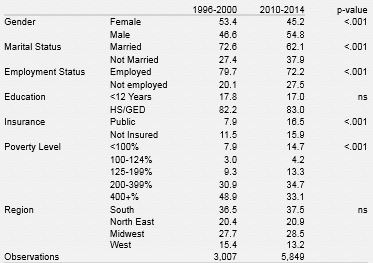 1996-2000 2010-2014 p-value
Gender Female 53.4 45.2 <.001
Male 46.6 54.8
Marital Status Married 72.6 62.1 <.001
Not Married 27.4 37.9
Employment Status Employed 79.7 72.2 <.001
Not employed 20.1 27.5
Education <12 Years 17.8 17.0 ns
HS/GED 82.2 83.0
Insurance Public 7.9 16.5 <.001
Not Insured 11.5 15.9
Poverty Level <100% 7.9 14.7 <.001
100-124% 3.0 4.2
125-199% 9.3 13.3
200-399% 30.9 34.7
400+% 48.9 33.1
Region South 36.5 37.5 ns
North East 20.4 20.9
Midwest 27.7 28.5
West 15.4 13.2
Observations 3,007 5,849